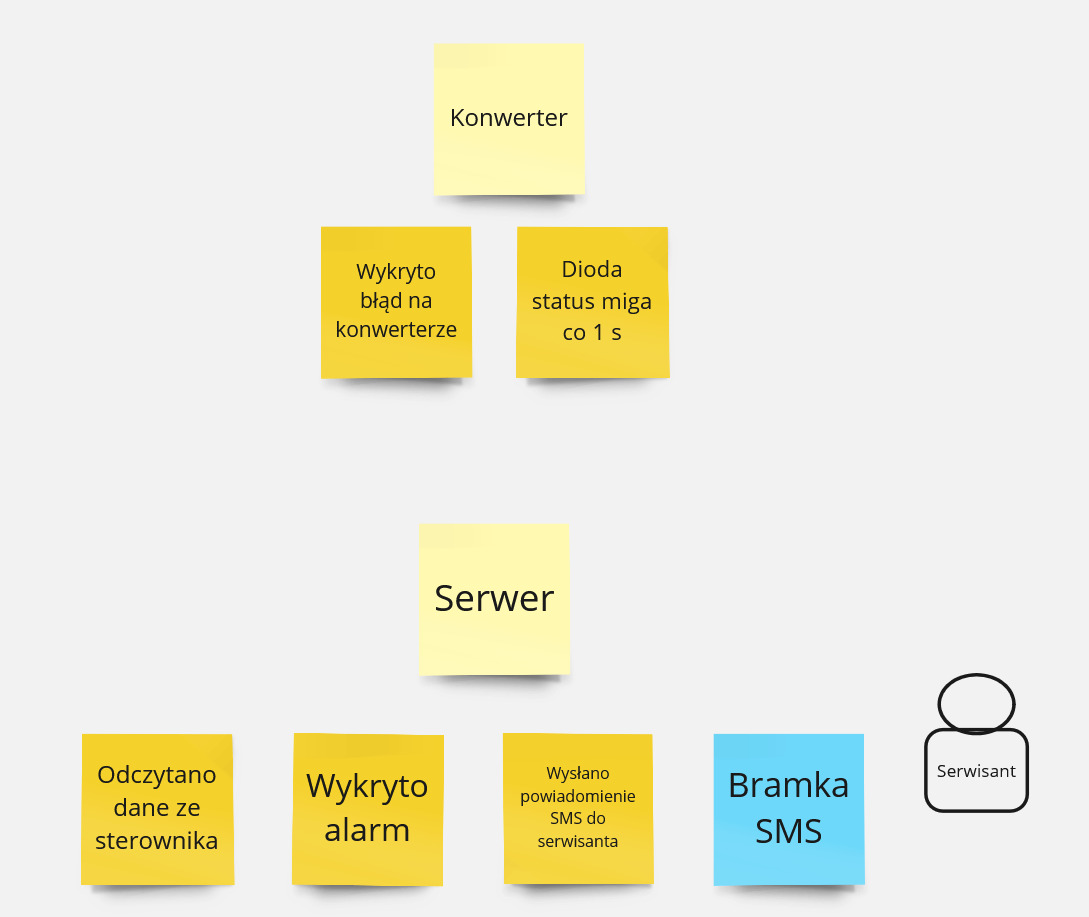 Konwerter
Wykryto
błąd na
konwerterze
Dioda
status miga
co 1 s
Serwer
Odczytano
dane ze
sterownika
Wykryto
alarm
Wysłano
powiadomienie
SMS do
serwisanta
Bramka
SMS
Serwisant